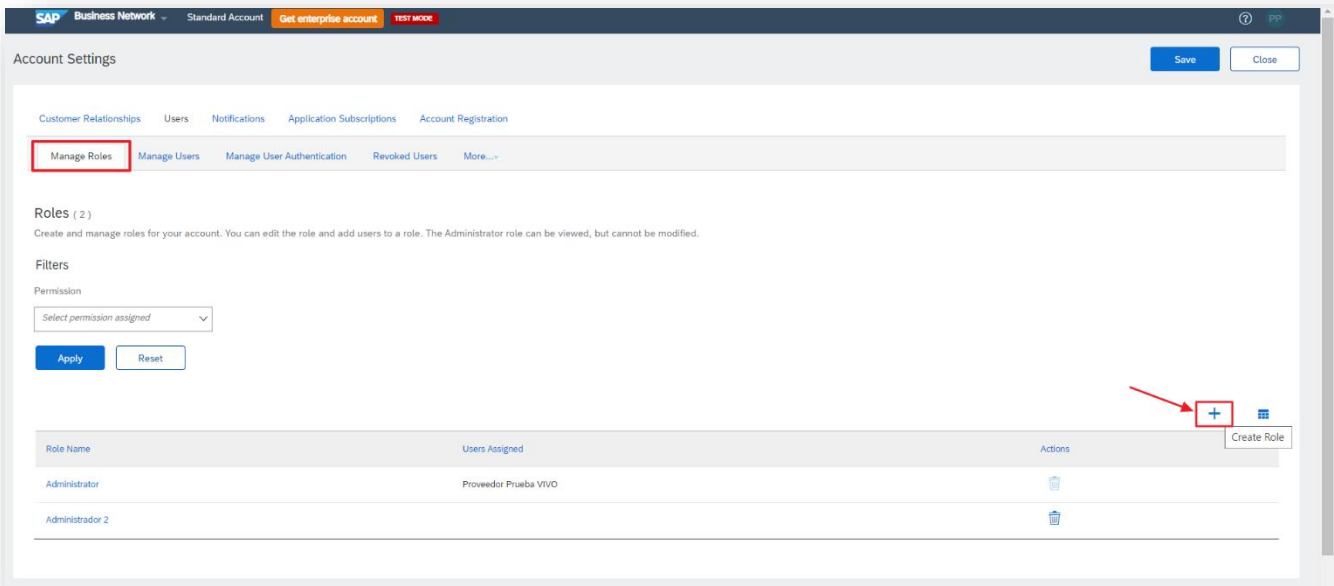 SAP Business Network Standard Account Get enterprise account TEST MODE ? PP
Account Settings Save Close
Customer Relationships Users Notifications Application Subscriptions Account Registration
Manage Roles Manage Users Manage User Authentication Revoked Users More...
Roles ( 2 )
Create and manage roles for your account. You can edit the role and add users to a role. The Administrator role can be viewed, but cannot be modified.
Filters
Permission
Select permission assigned
Apply Reset
Create Role
Role Name Users Assigned Actions
Administrator Proveedor Prueba VIVO
Administrador 2